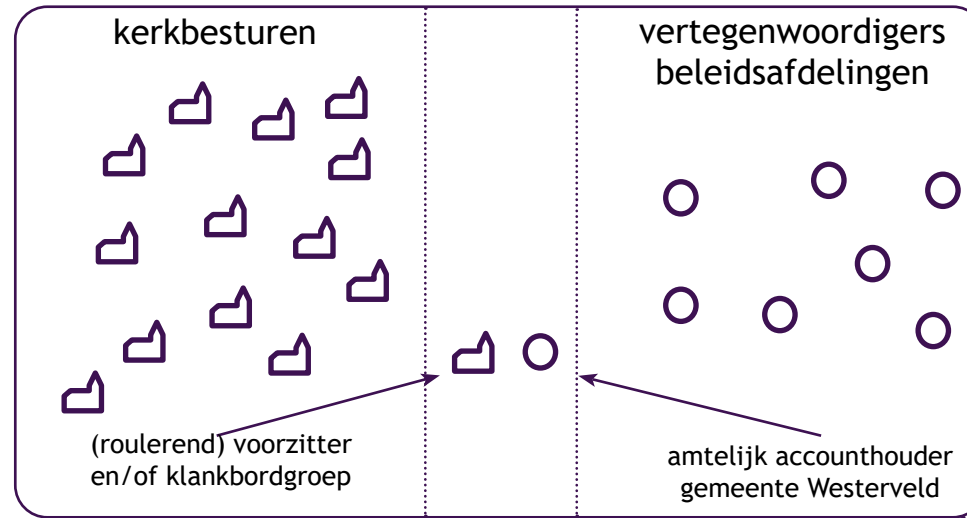 kerkbesturen
vertegenwoordigers
beleidsafdelingen
(roulerend) voorzitter
en/of klankbordgroep
amtelijk accounthouder
gemeente Westerveld